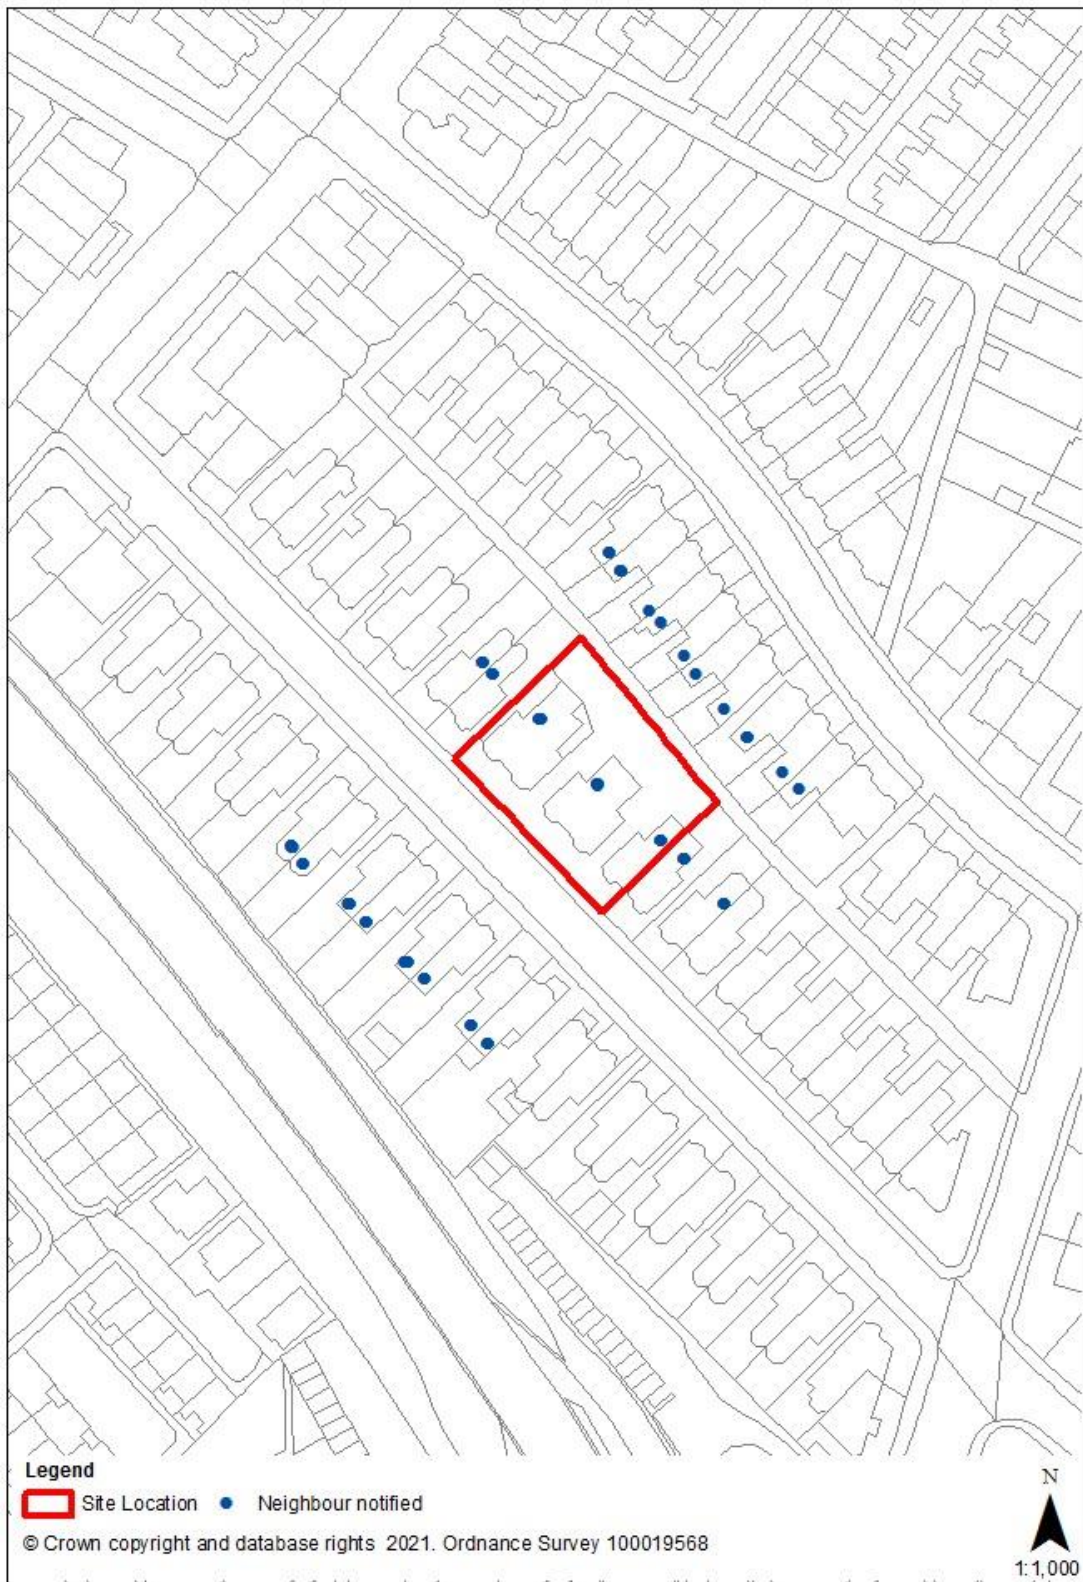 Legend
Site Location
Neighbour notified
N
© Crown copyright and database rights 2021. Ordnance Survey 100019568
1:1,000